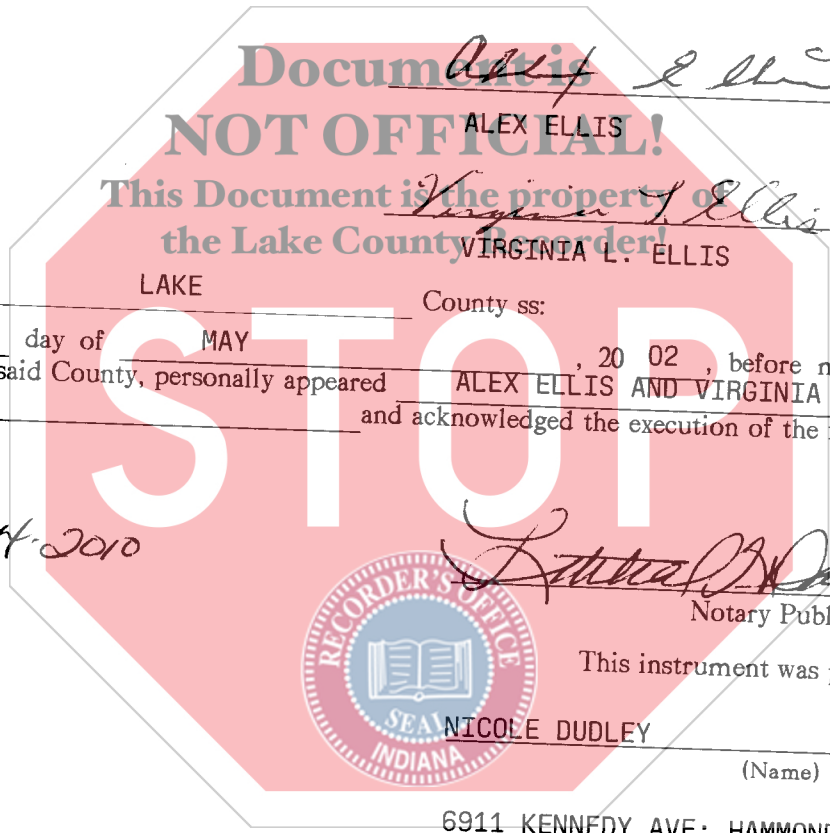 Document is
NOT OFFICIAL!
This Document is the property of
the Lake County Recorder!
STOP
ALEX ELLIS
Virginia L. Ellis
VIRGINIA L. ELLIS
LAKE County ss:
day of MAY , 20 02 , before
said County, personally appeared ALEX ELLIS AND VIRGINIA
and acknowledged the execution of the
2010
Notary
This instrument was
NICOLE DUDLEY
(Name)
6911 KENNEDY AVE; HAMMOND
RECORDER'S OFFICE
SEAL
INDIANA